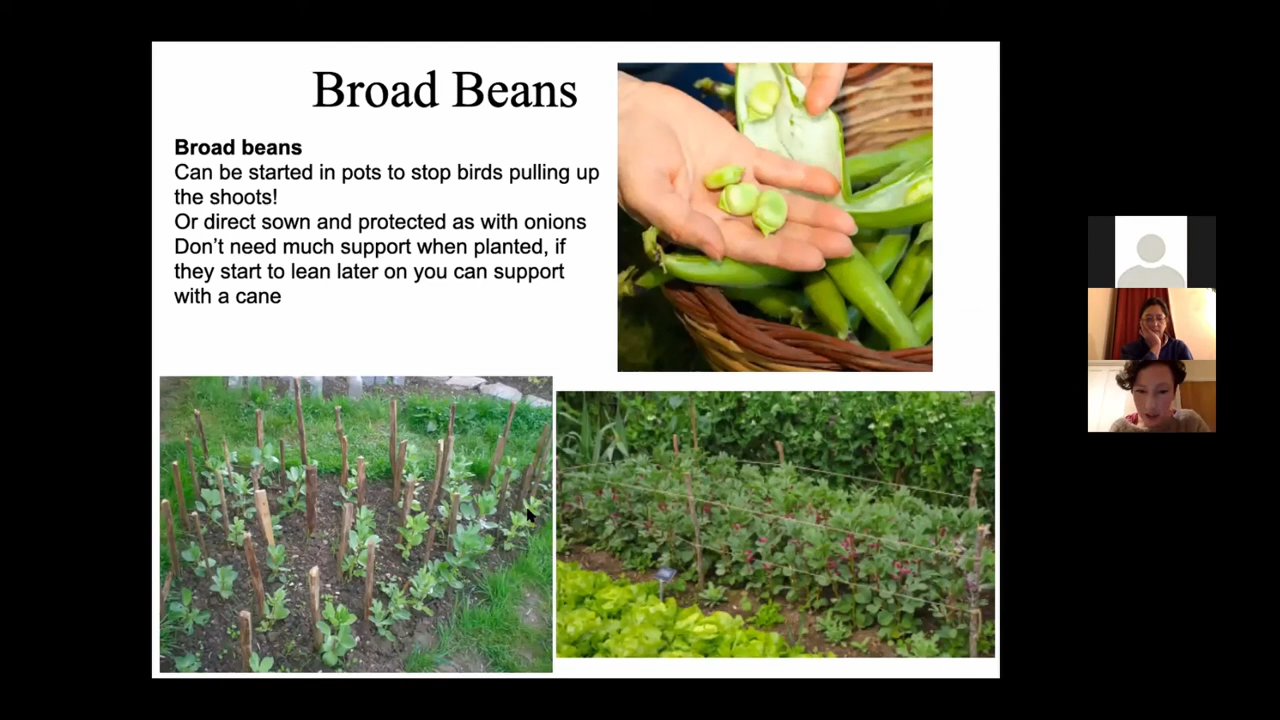 Broad Beans
Broad beans
Can be started in pots to stop birds pulling up
the shoots!
Or direct sown and protected as with onions
Don’t need much support when planted, if
they start to lean later on you can support
with a cane